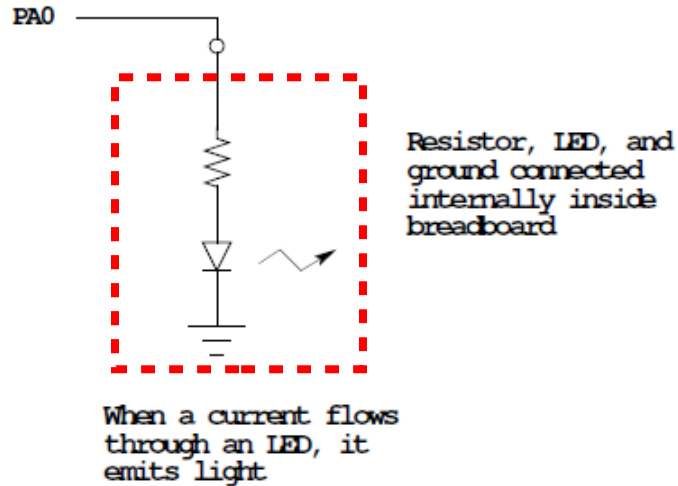 PA0
Resistor, LED, and
ground connected
internally inside
breadboard
When a current flows
through an LED, it
emits light